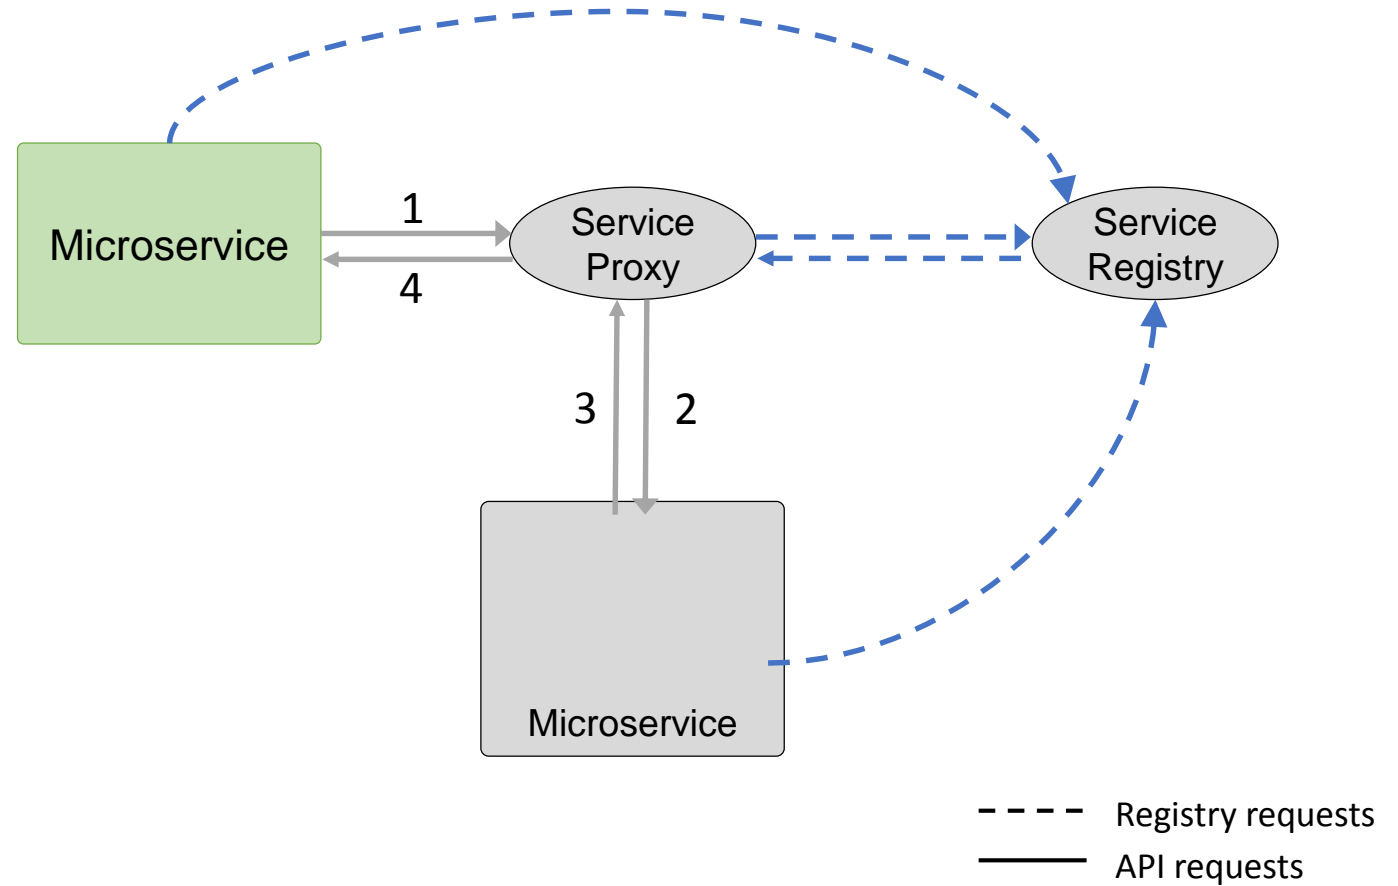 Microservice
1
4
Service
Proxy
Service
Registry
3
2
Microservice
Registry requests
API requests